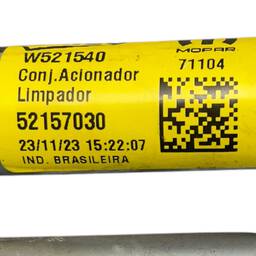 W521540
MOPAR
Conj.Acionador
71104
Limpador
52157030
23/11/23 15:22:07
IND. BRASILEIRA